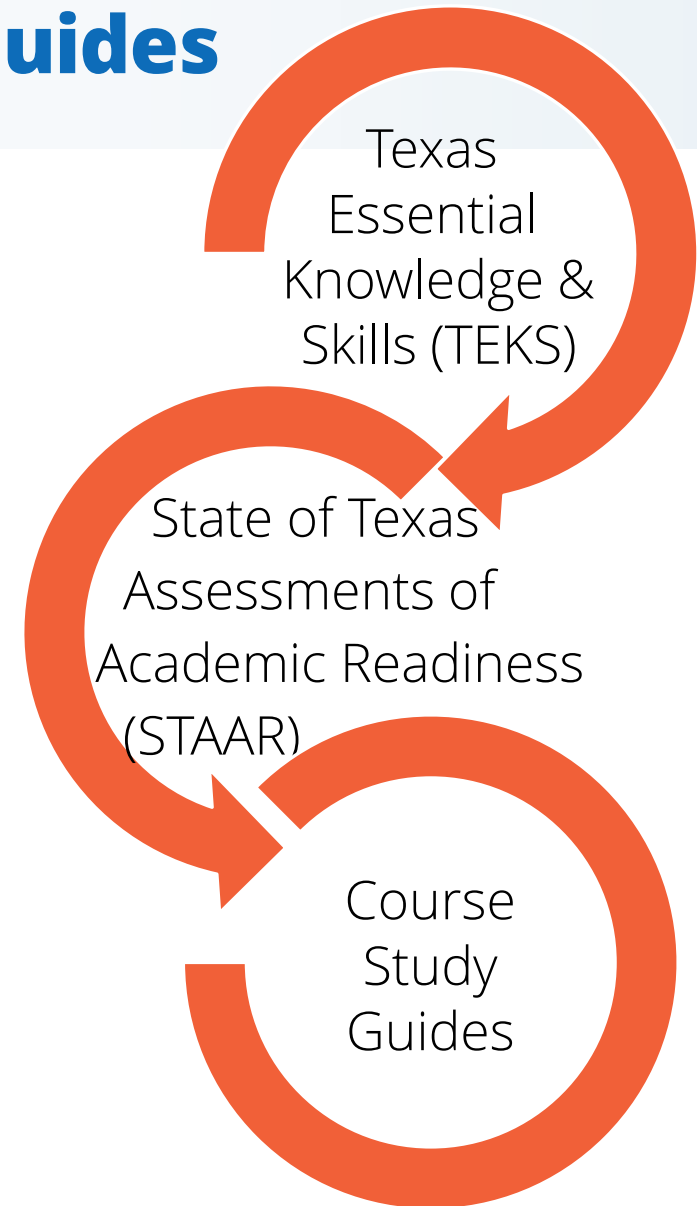 uides
Texas
Essential
Knowledge &
Skills (TEKS)
State of Texas
Assessments of
Academic Readiness
(STAAR)
Course
Study
Guides